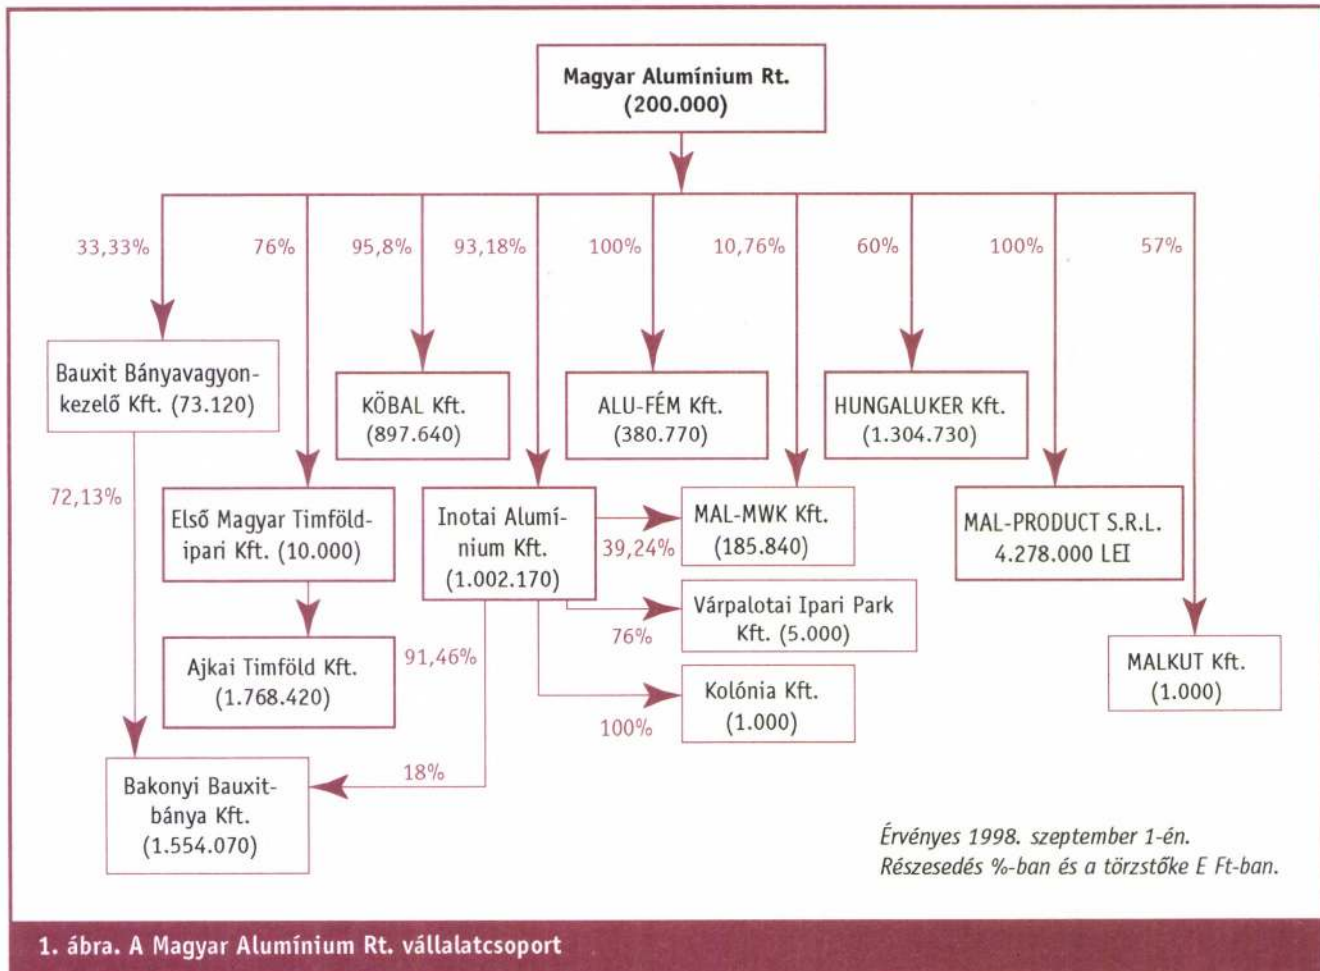 Magyar Alumínium Rt.
(200.000)
33,33%
76%
95,8%
93,18%
100%
10,76%
60%
100%
57%
Bauxit Bányavagyon-
kezelő Kft. (73.120)
KÖBAL Kft.
(897.640)
ALU-FÉM Kft.
(380.770)
HUNGALUKER Kft.
(1.304.730)
72,13%
Első Magyar Timföld-
ipari Kft. (10.000)
Inotai Alumí-
nium Kft.
(1.002.170)
39,24%
MAL-MWK Kft.
(185.840)
MAL-PRODUCT S.R.L.
4.278.000 LEI
76%
Várpalotai Ipari Park
Kft. (5.000)
Ajkai Timföld Kft.
(1.768.420)
91,46%
100%
Kolónia Kft.
(1.000)
MALKUT Kft.
(1.000)
18%
Bakonyi Bauxit-
bánya Kft.
(1.554.070)
Érvényes 1998. szeptember 1-én.
Részesedés %-ban és a törzstőke E Ft-ban.
1. ábra. A Magyar Alumínium Rt. vállalatcsoport